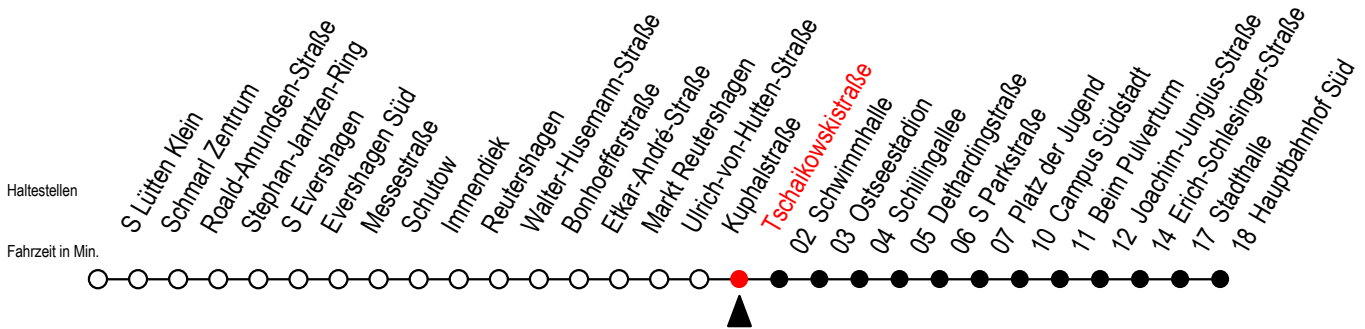 Haltestellen
Fahrzeit in Min.
S Lütten Klein
Schmarl Zentrum
Roald-Amundsen-Straße
Stephan-Jantzen-Ring
S Evershagen
Evershagen Süd
Messestraße
Schutow
Immendiek
Reutershagen
Walter-Husemann-Straße
Bonhoefferstraße
Etkar-André-Straße
Markt Reutershagen
Ulrich-von-Hutten-Straße
Kuphalstraße
Tschaikowskistraße
02 Schwimmhalle
03 Ostseestadion
04 Schillingallee
05 Dethardingstraße
06 S Parkstraße
07 Platz der Jugend
10 Campus Südstadt
11 Beim Pulverturm
12 Joachim-Jungius-Straße
14 Erich-Schlesinger-Straße
17 Stadthalle
18 Hauptbahnhof Süd